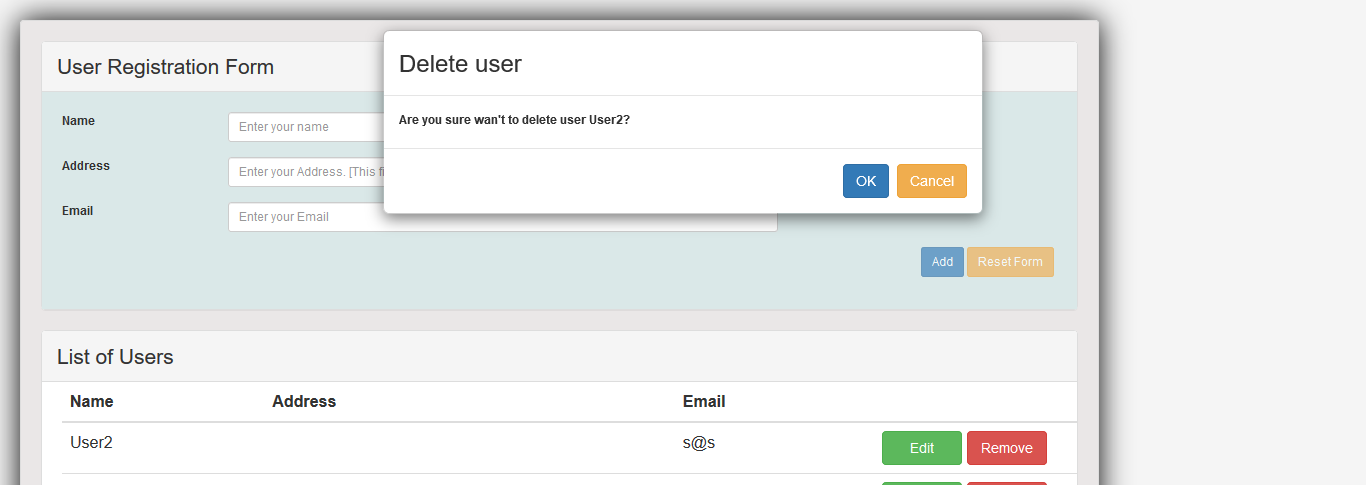 User Registration Form
Delete user
Are you sure wan't to delete user User2?
OK Cancel
Name Enter your name
Address Enter your Address. [This fi
Email Enter your Email
Add Reset Form
List of Users
Name Address Email
User2 s@s Edit Remove